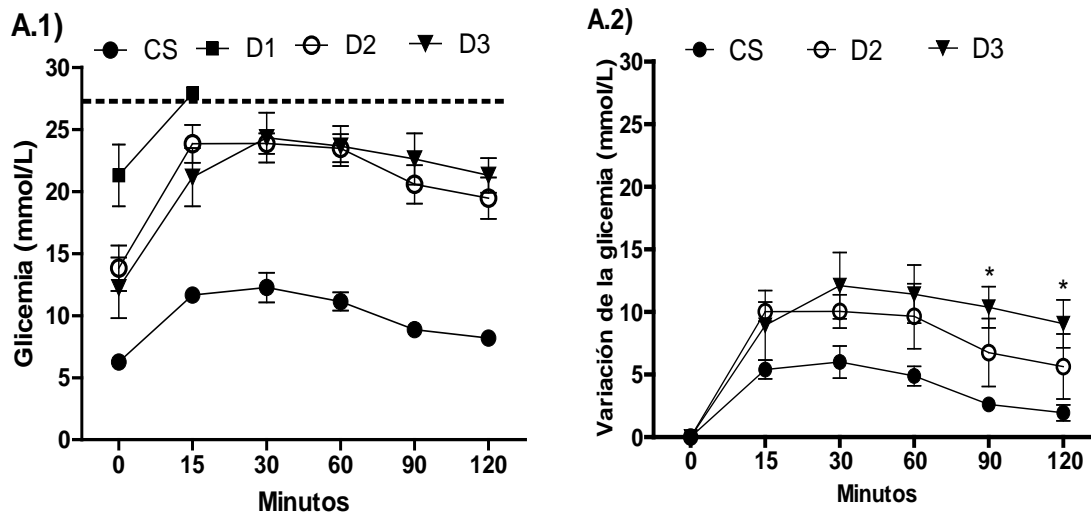 A.1)
CS D1 D2 D3
Glicemia (mmol/L)
30
25
20
15
10
5
0
0 15 30 60 90 120
Minutos
A.2)
CS D2 D3
Variación de la glicemia (mmol/L)
30
25
20
15
10
5
0
* *
0 15 30 60 90 120
Minutos